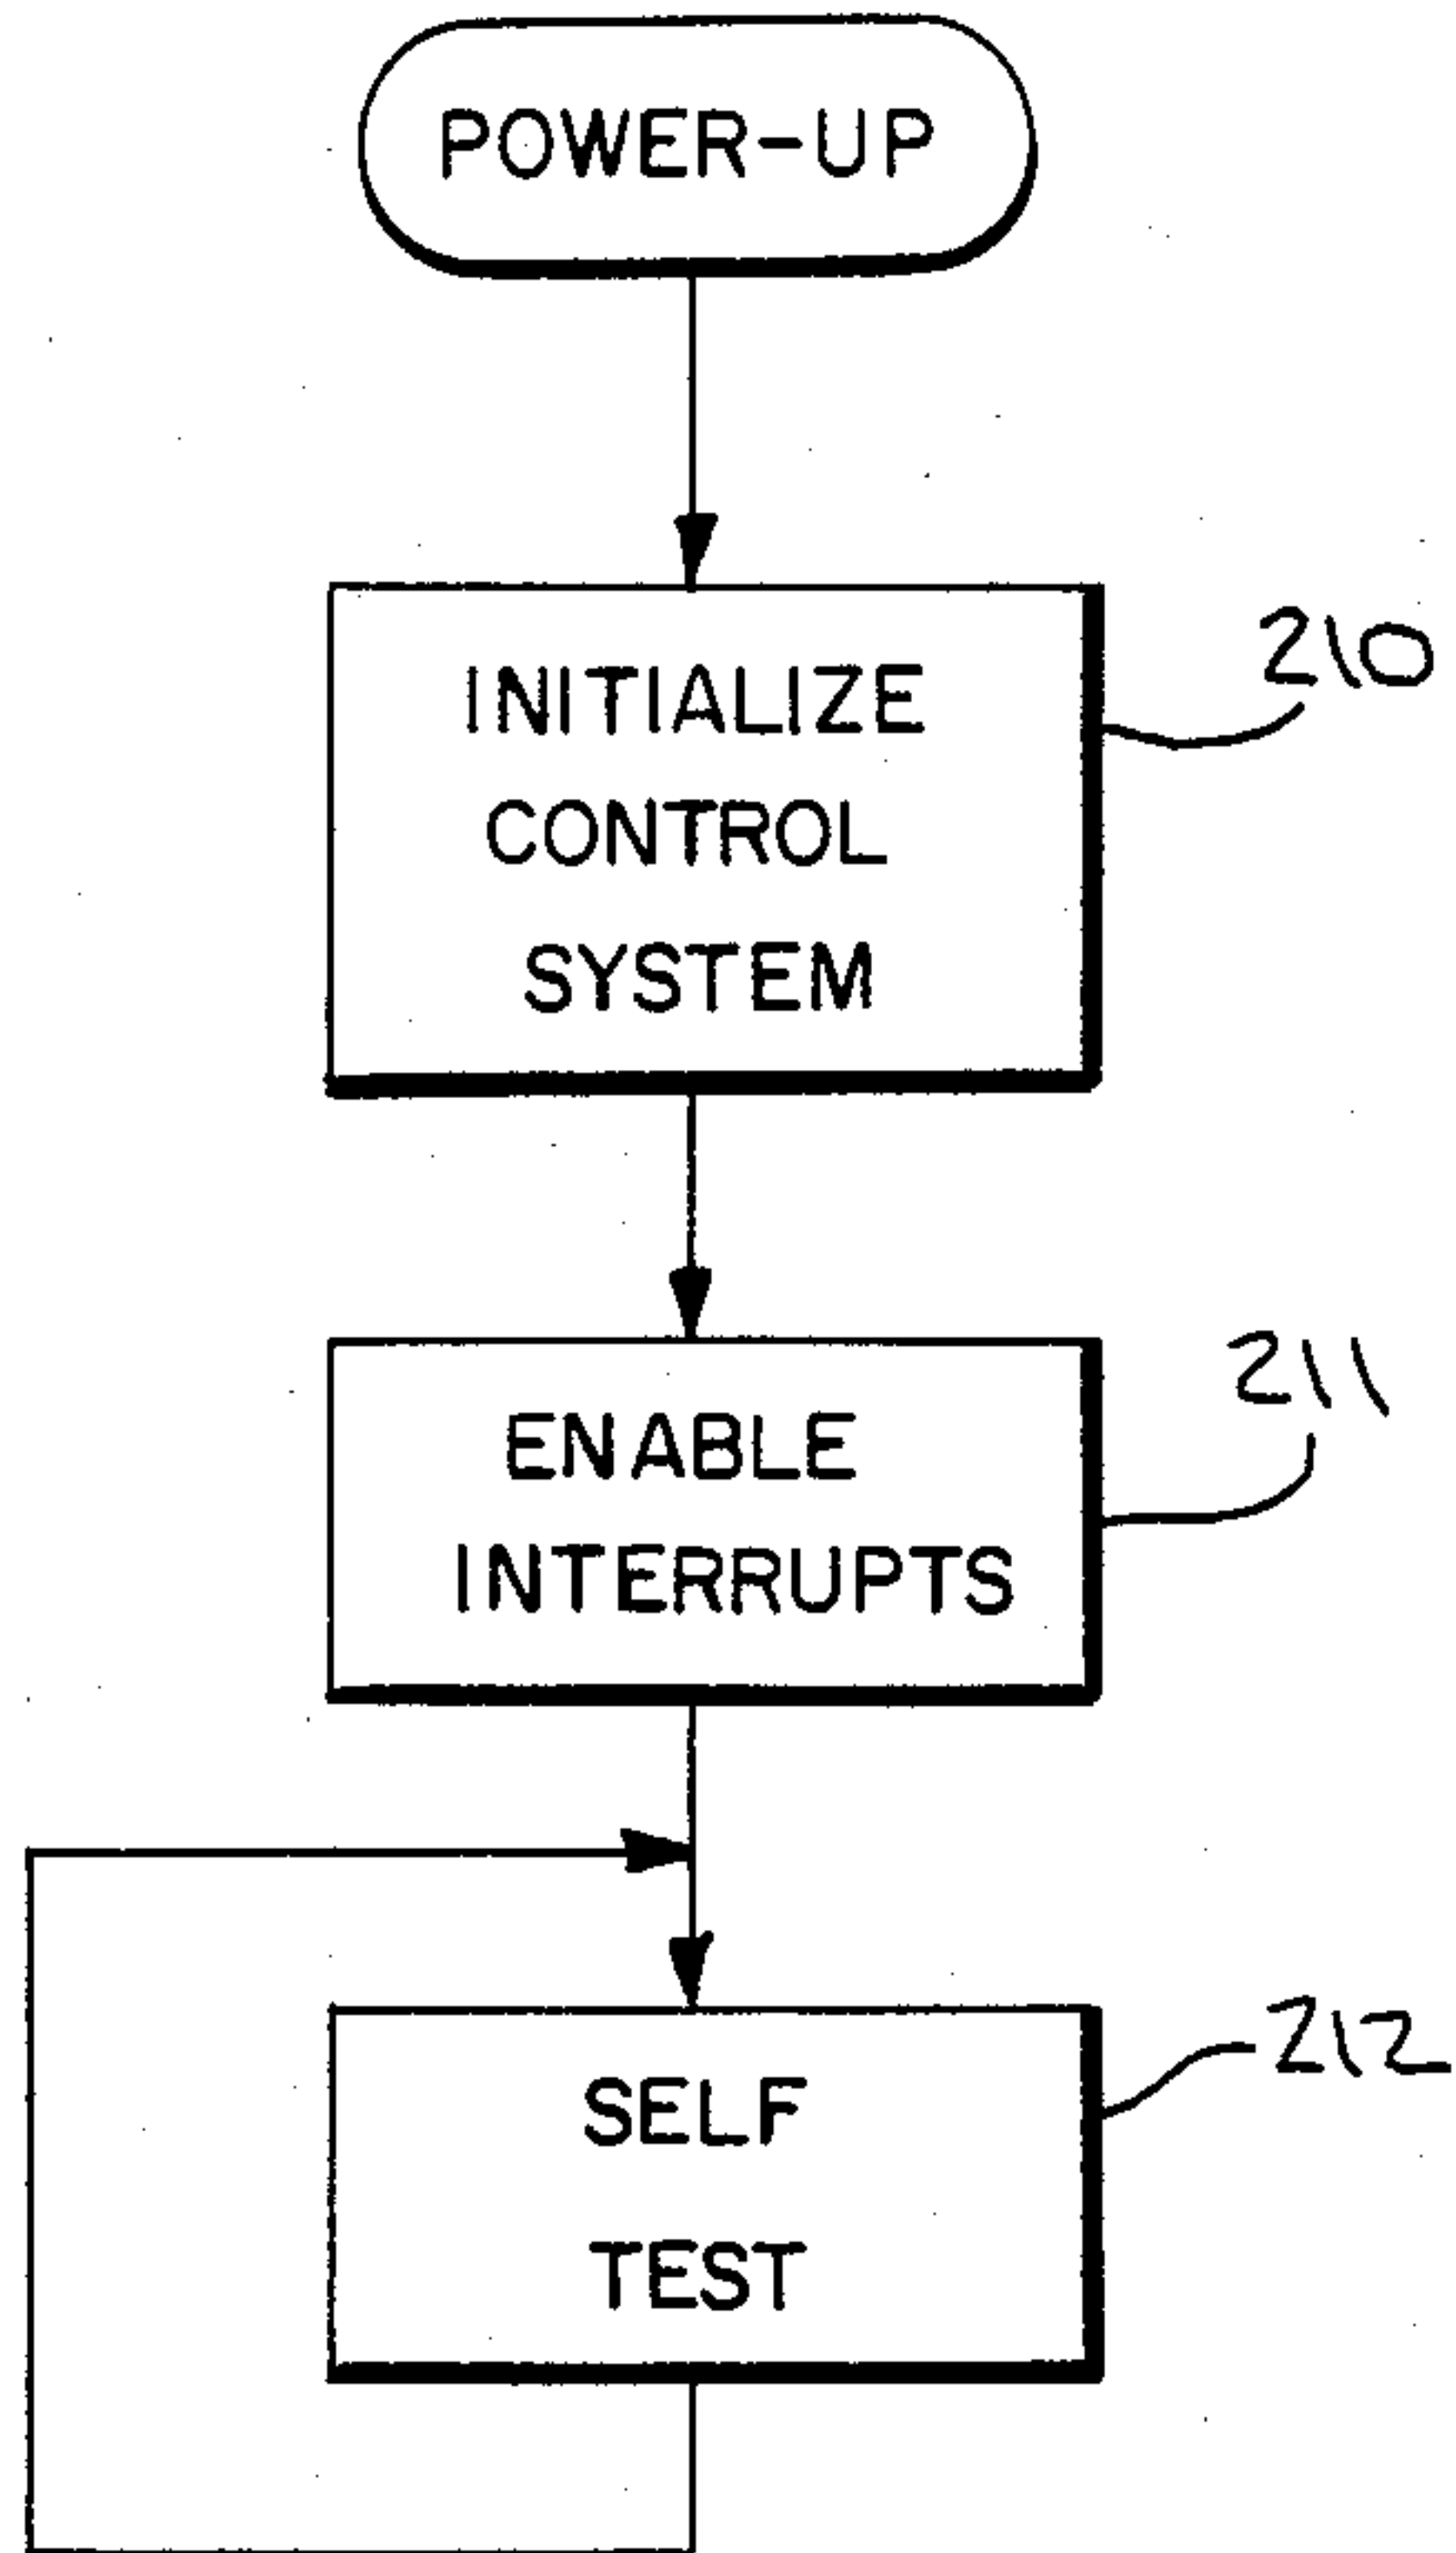 POWER-UP
INITIALIZE
CONTROL
SYSTEM
210
ENABLE
INTERRUPTS
211
SELF
TEST
212